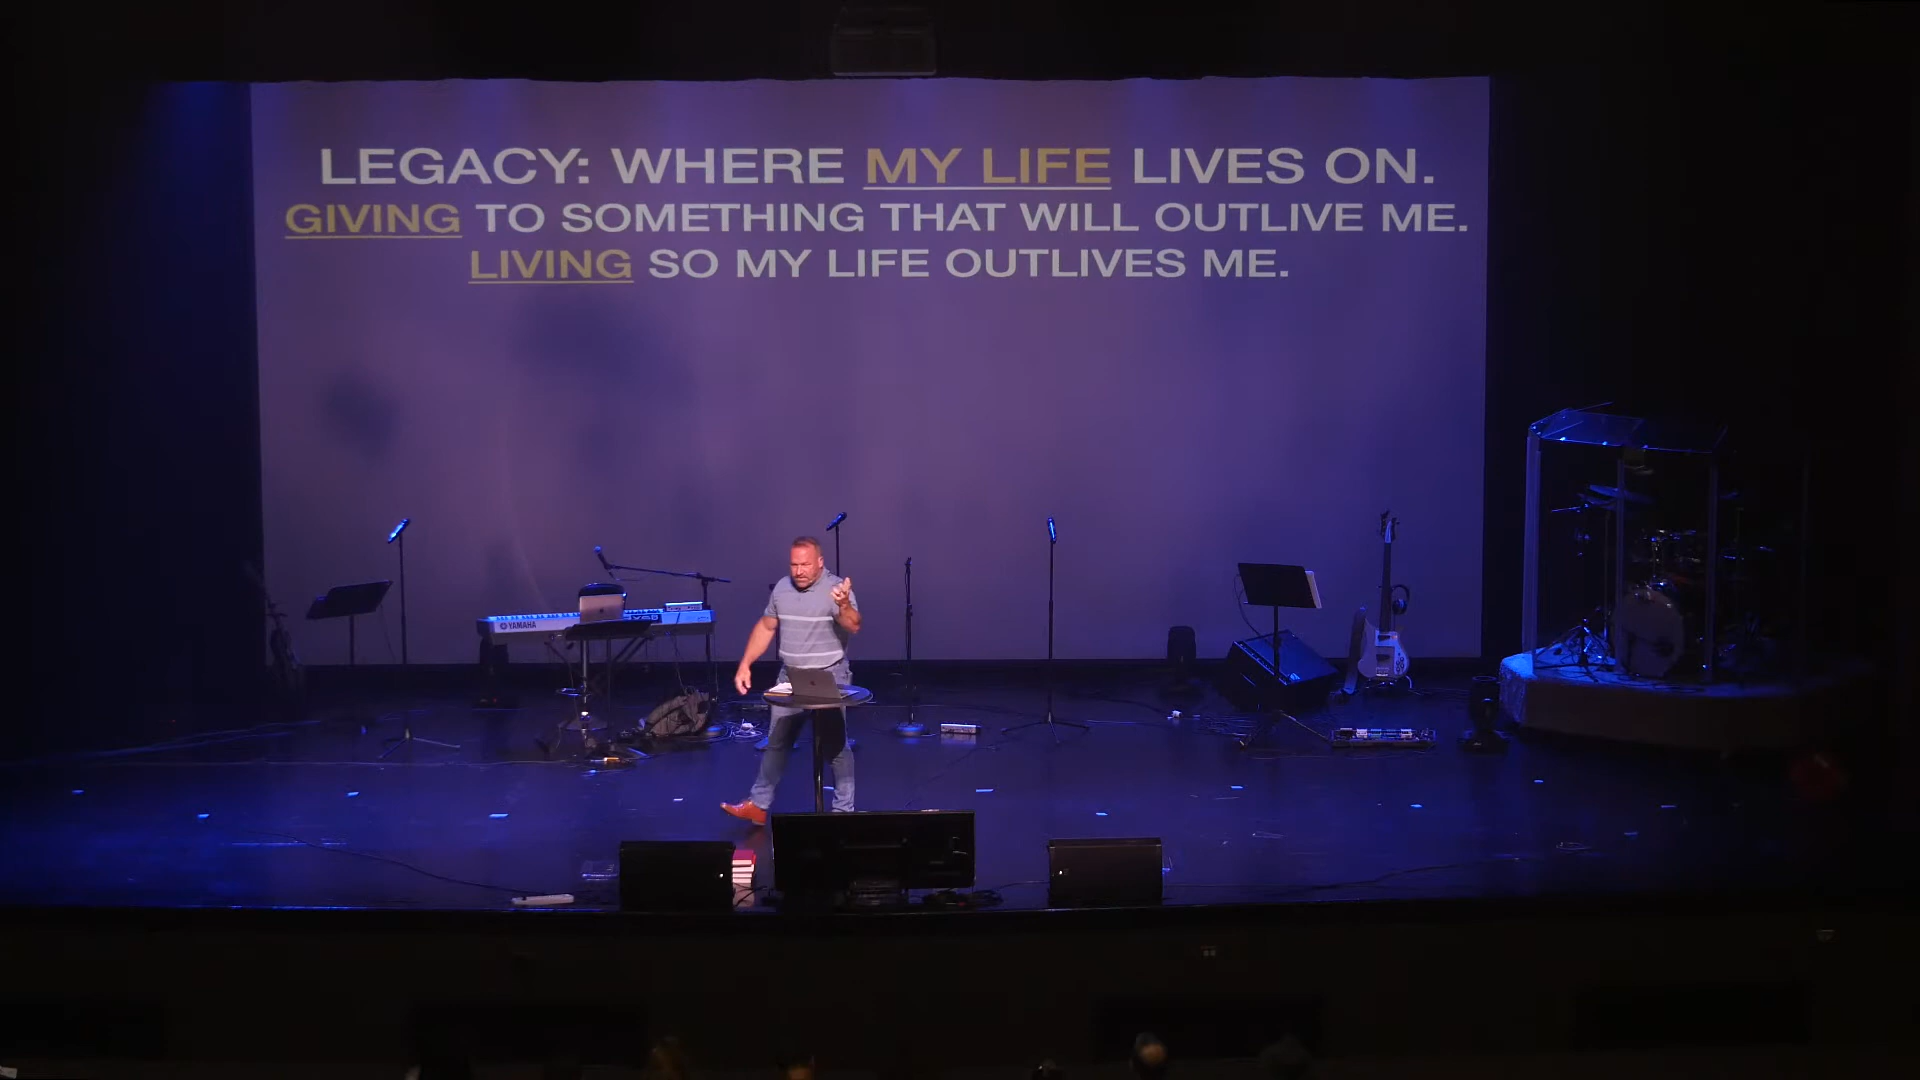 LEGACY: WHERE MY LIFE LIVES ON.
GIVING TO SOMETHING THAT WILL OUTLIVE ME.
LIVING SO MY LIFE OUTLIVES ME.
YAMAHA